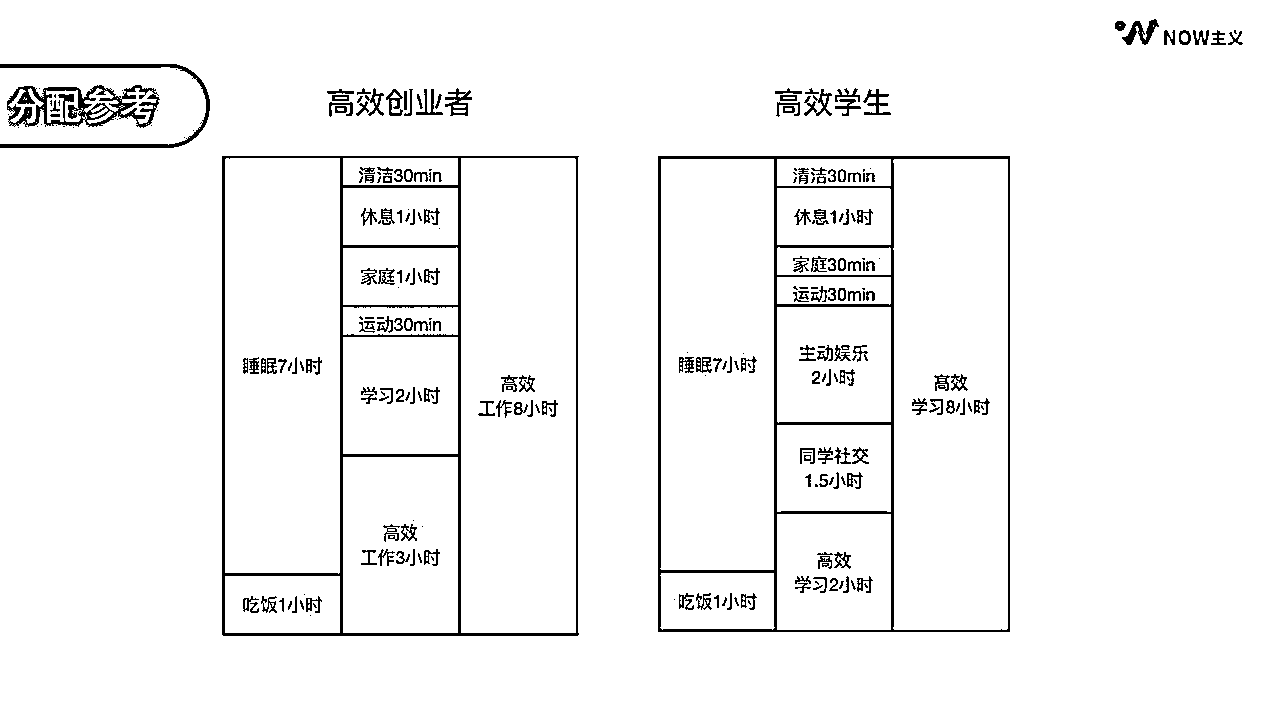 NOW主义
分配参考
高效创业者
睡眠7小时
吃饭1小时
清洁30min
休息1小时
家庭1小时
运动30min
学习2小时
高效
工作3小时
高效
工作8小时
高效学生
睡眠7小时
吃饭1小时
清洁30min
休息1小时
家庭30min
运动30min
主动娱乐
2小时
同学社交
1.5小时
高效
学习2小时
高效
学习8小时